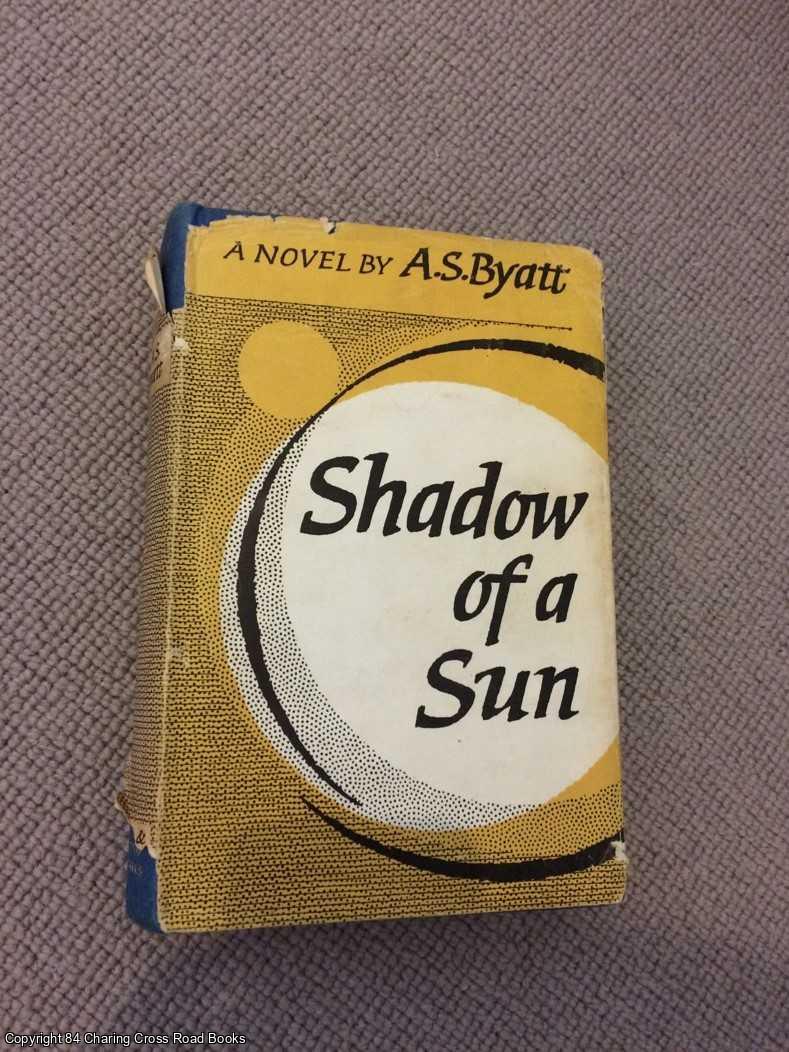 A NOVEL BY A.S.Byatt
Shadow
of a
Sun
Copyright 84 Charing Cross Road Books